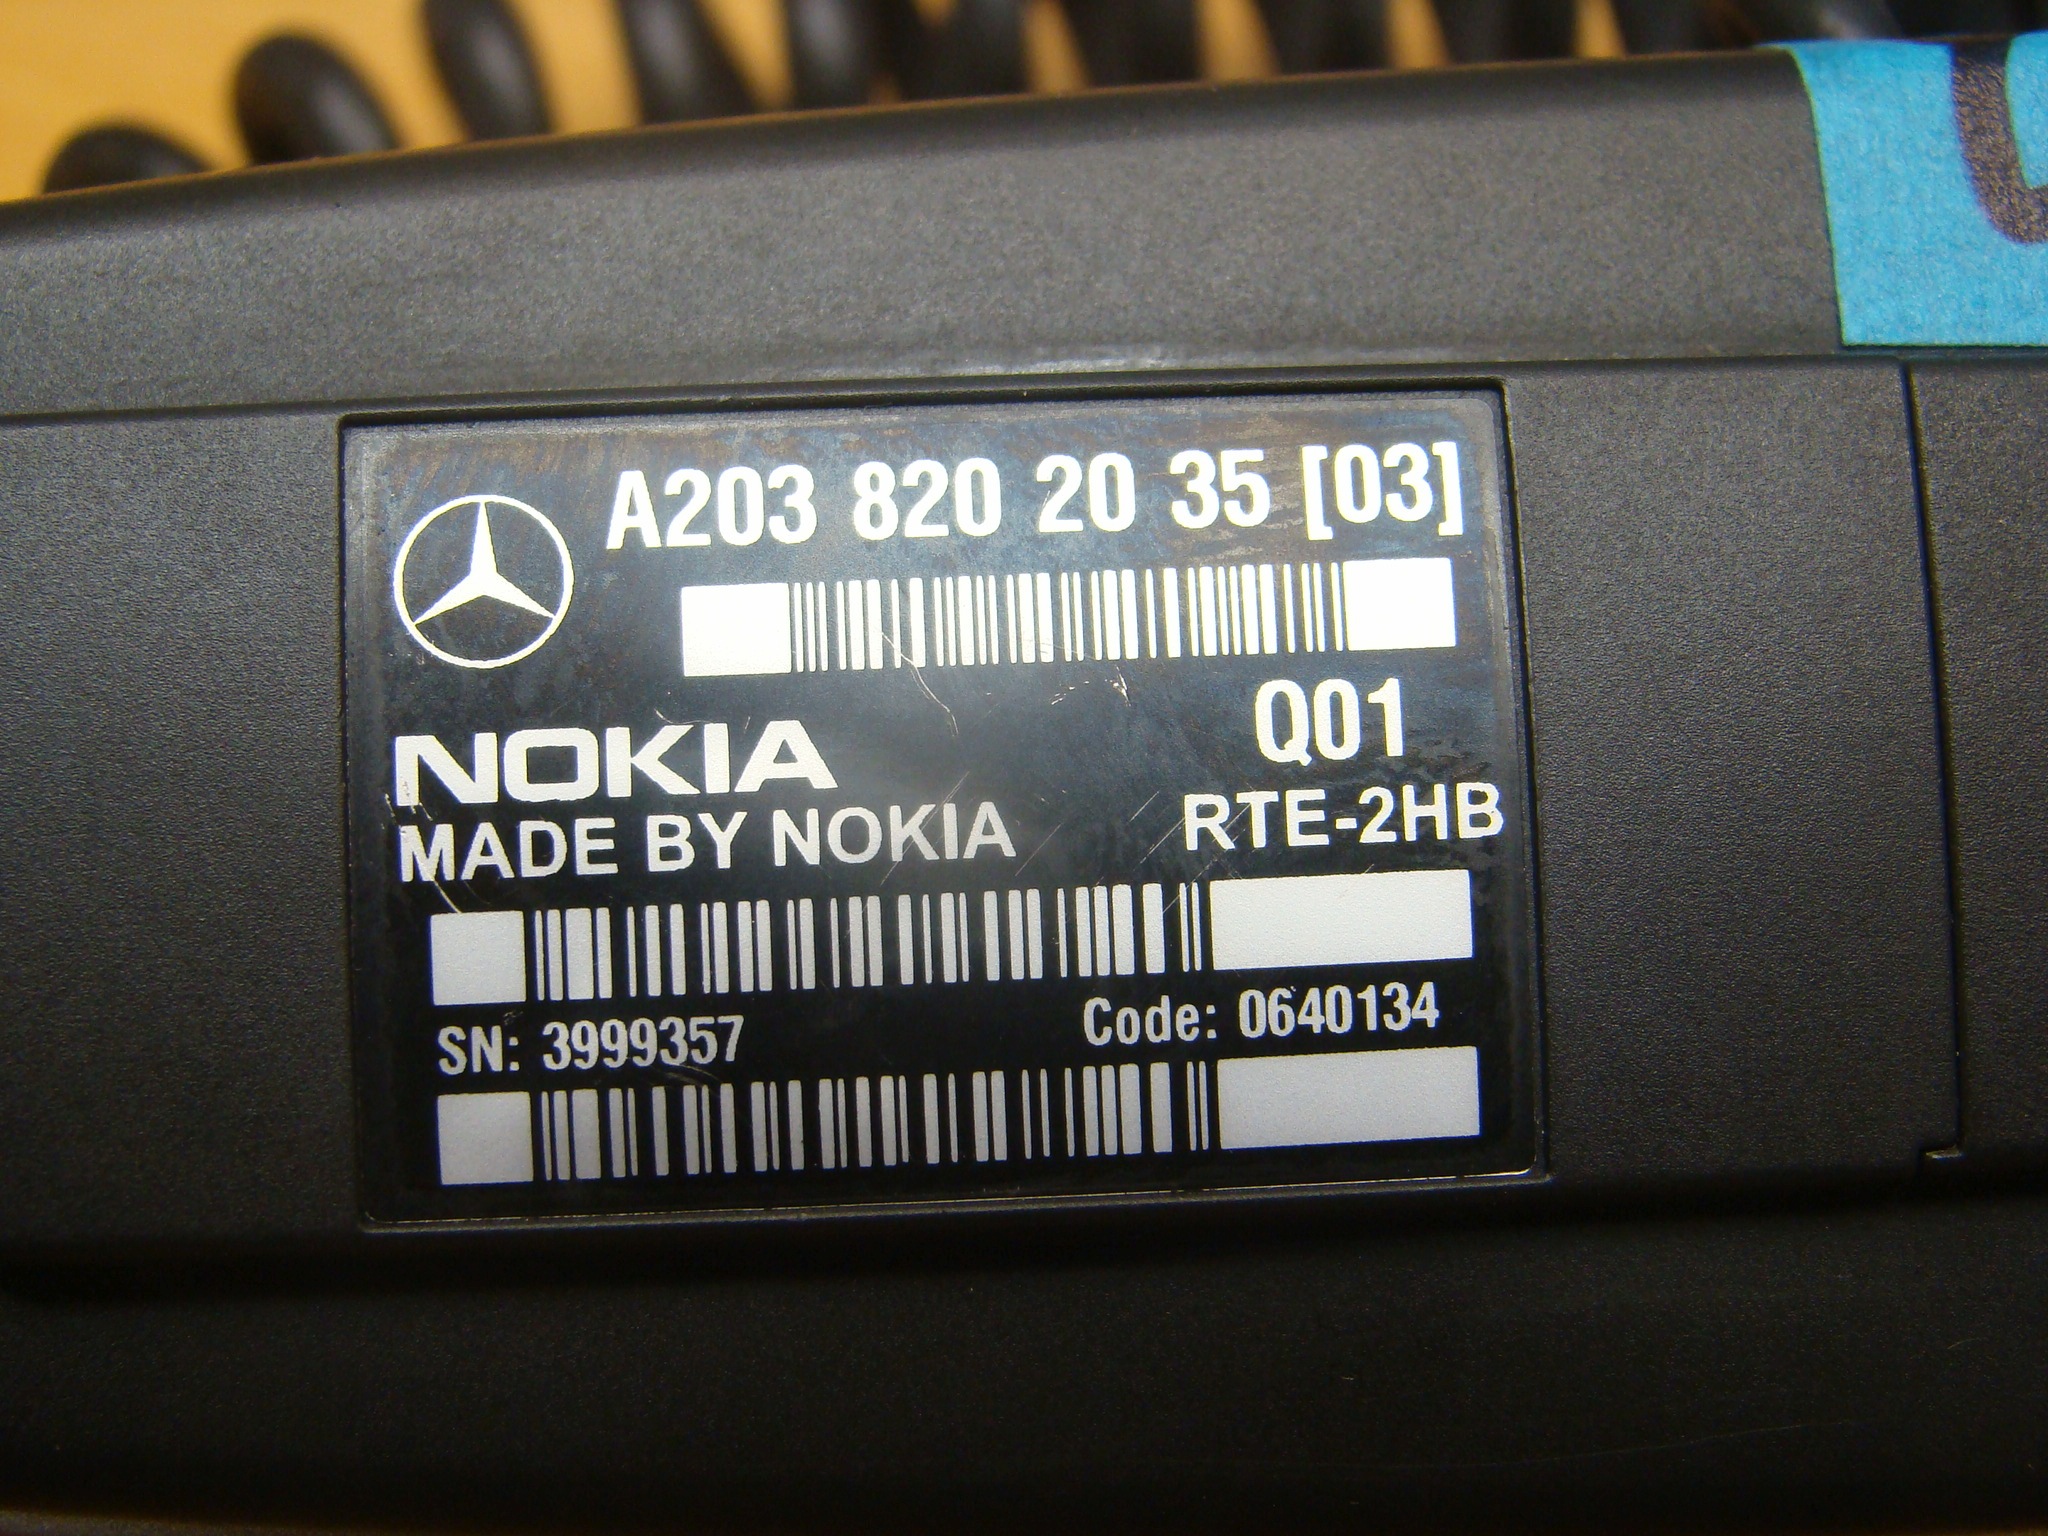 A203 820 20 35 [03]
Q01
NOKIA
MADE BY NOKIA RTE-2HB
SN: 3999357 Code: 0640134